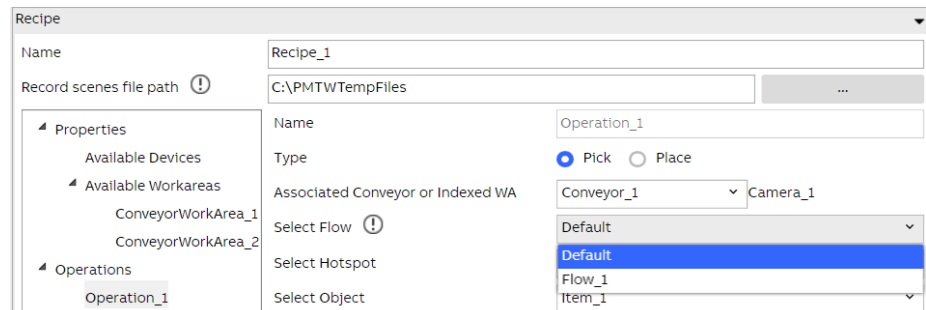 Recipe
Name Recipe_1
Record scenes file path ! C:\PMTWTempFiles ...
Properties
Available Devices
Available Workareas
ConveyorWorkArea_1
ConveyorWorkArea_2
Operations
Operation_1
Name Operation_1
Type Pick Place
Associated Conveyor or Indexed WA Conveyor_1 Camera_1
Select Flow ! Default
Default
Flow_1
Select Hotspot
Select Object Item_1